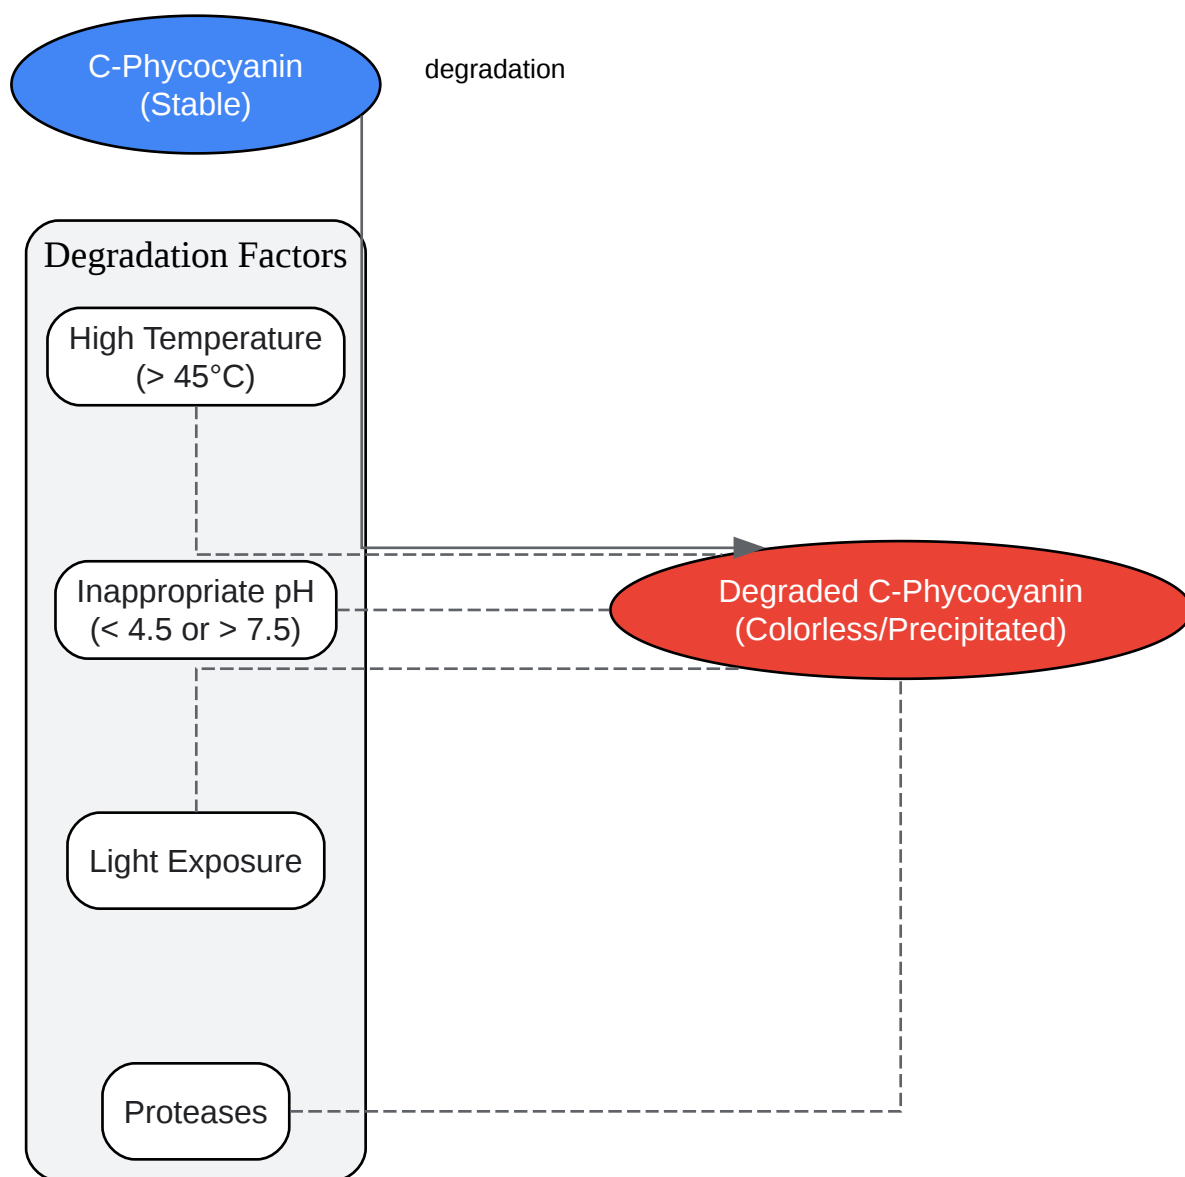 C-Phycocyanin
(Stable)
degradation
Degradation Factors
High Temperature
(> 45°C)
Inappropriate pH
(< 4.5 or > 7.5)
Degraded C-Phycocyanin
(Colorless/Precipitated)
Light Exposure
Proteases